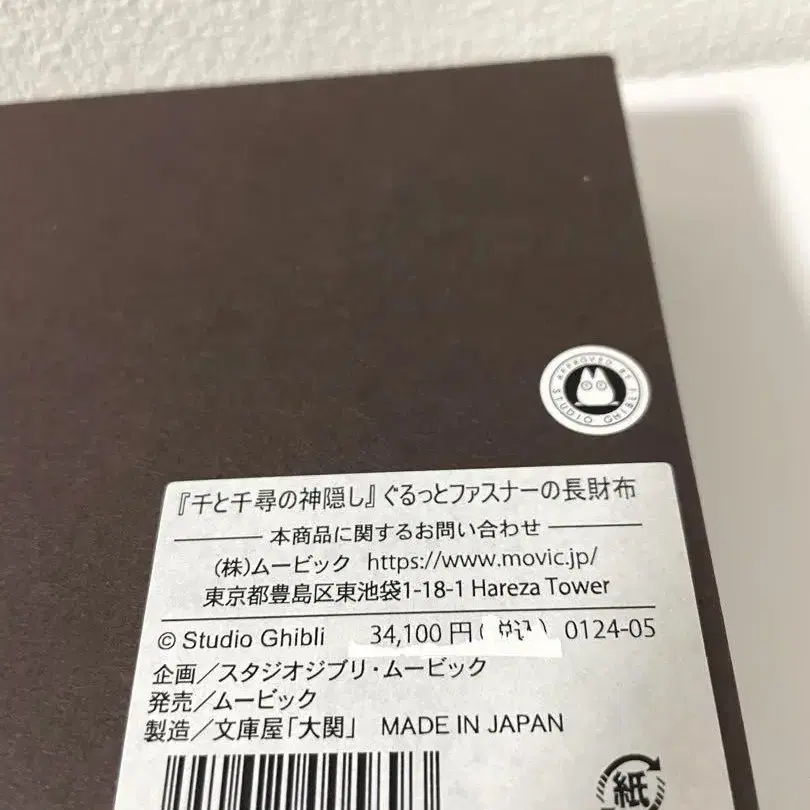 APPROVED BY
STUDIO GHIBLI
『千と千尋の神隠し』ぐるっとファスナーの長財布
本商品に関するお問い合わせ
(株)ムービック https://www.movic.jp/
東京都豊島区東池袋1-18-1 Hareza Tower
© Studio Ghibli 34,100円(税込) 0124-05
企画/スタジオジブリ・ムービック
発売/ムービック
製造/文庫屋「大関」 MADE IN JAPAN
紙